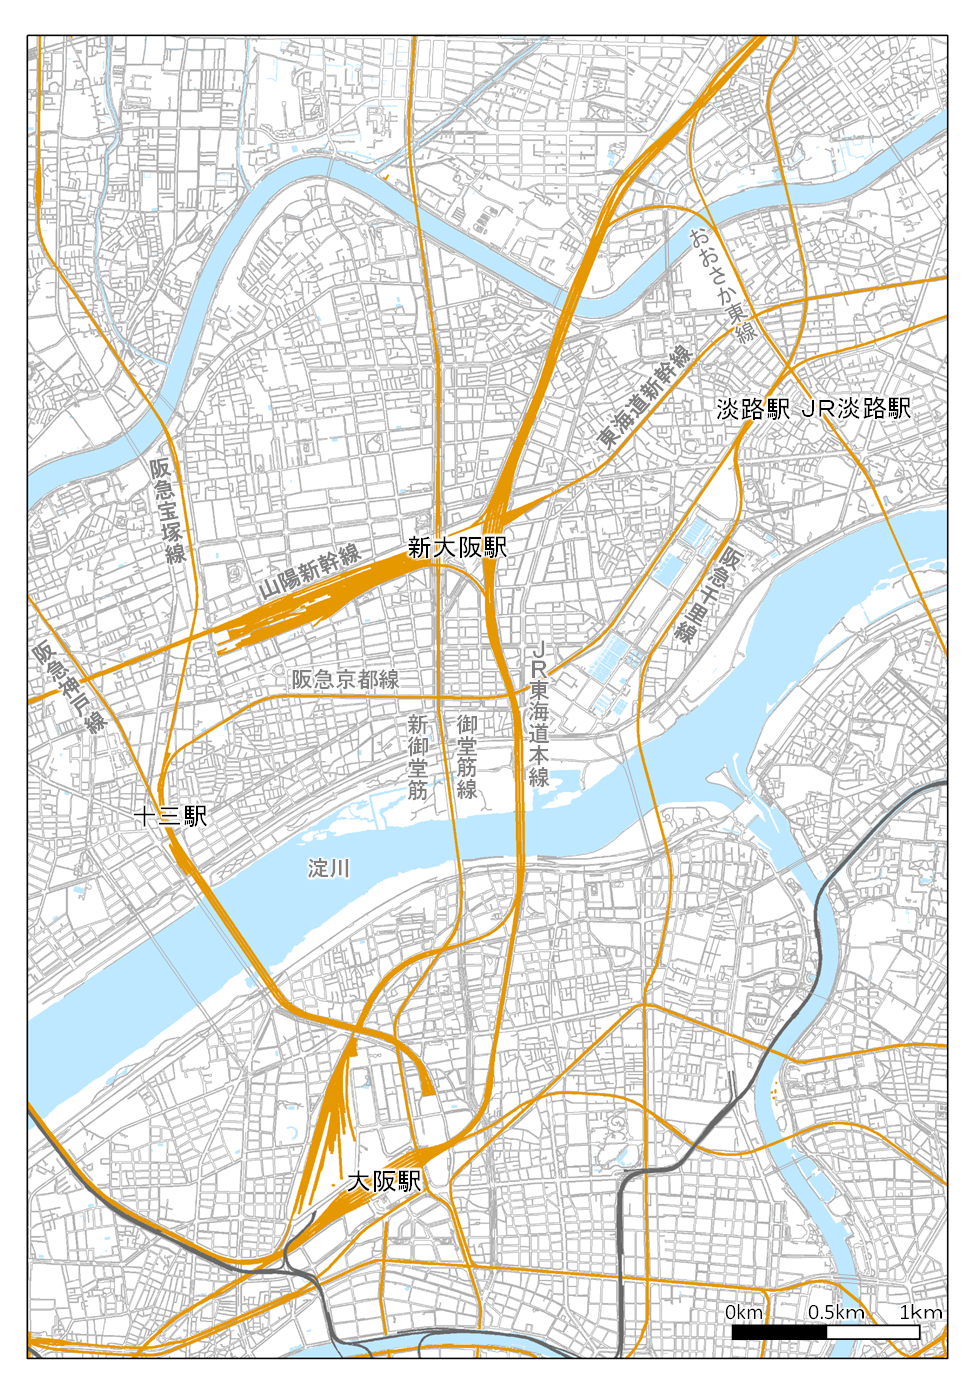 おおさか東線
東海道新幹線
淡路駅 JR淡路駅
阪急宝塚線
新大阪駅
山陽新幹線
阪急千里線
阪急神戸線
阪急京都線
JR東海道本線
新御堂筋
御堂筋線
十三駅
淀川
大阪駅
0km 0.5km 1km